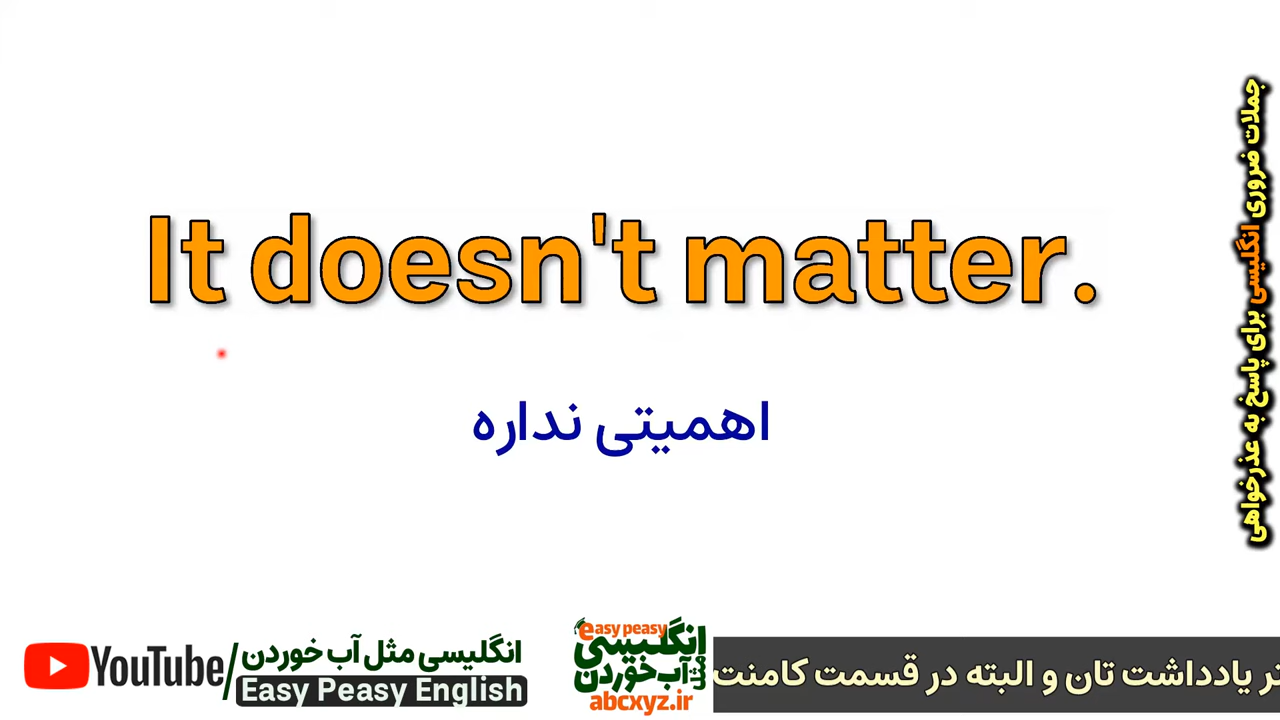 It doesn't matter.
اهمیتی نداره
جملات ضروری انگلیسی برای پاسخ به عذرخواهی
YouTube/انگلیسی مثل آب خوردن
Easy Peasy English
easy peasy
انگلیسی
مثل آب خوردن
abcxyz.ir
یادداشت تان و البته در قسمت کامنت